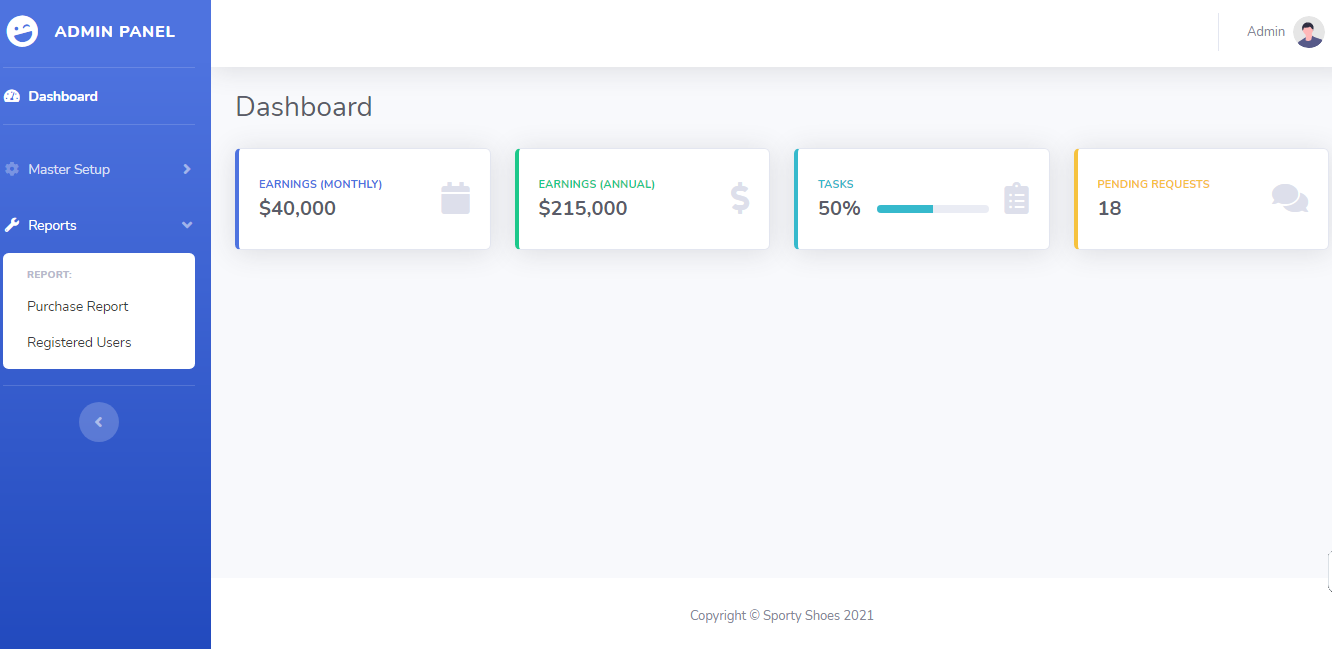 ADMIN PANEL
Admin
Dashboard
Master Setup
Reports
REPORT:
Purchase Report
Registered Users
Dashboard
EARNINGS (MONTHLY)
$40,000
EARNINGS (ANNUAL)
$215,000
TASKS
50%
PENDING REQUESTS
18
Copyright © Sporty Shoes 2021